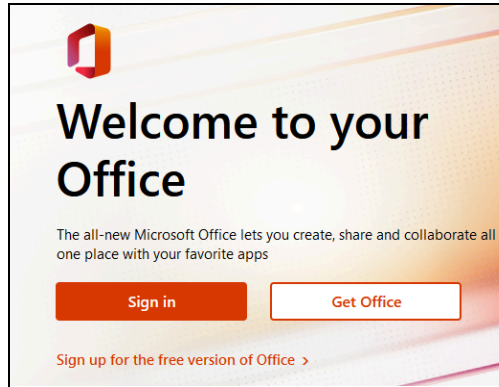 Welcome to your
Office
The all-new Microsoft Office lets you create, share and collaborate all
one place with your favorite apps
Sign in
Get Office
Sign up for the free version of Office >